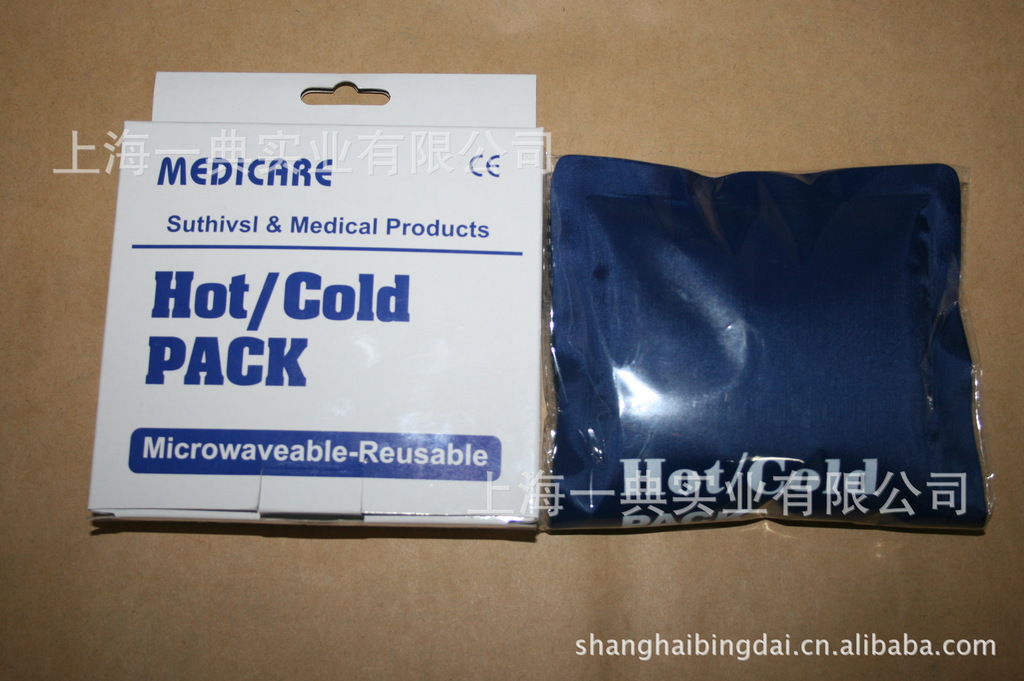 上海一典实业有限公司
MEDICARE
CE
Suthivsl & Medical Products
Hot/Cold
PACK
Microwaveable-Reusable
Hot/Cold
PACK
上海一典实业有限公司
shanghaibingdai.cn.alibaba.com